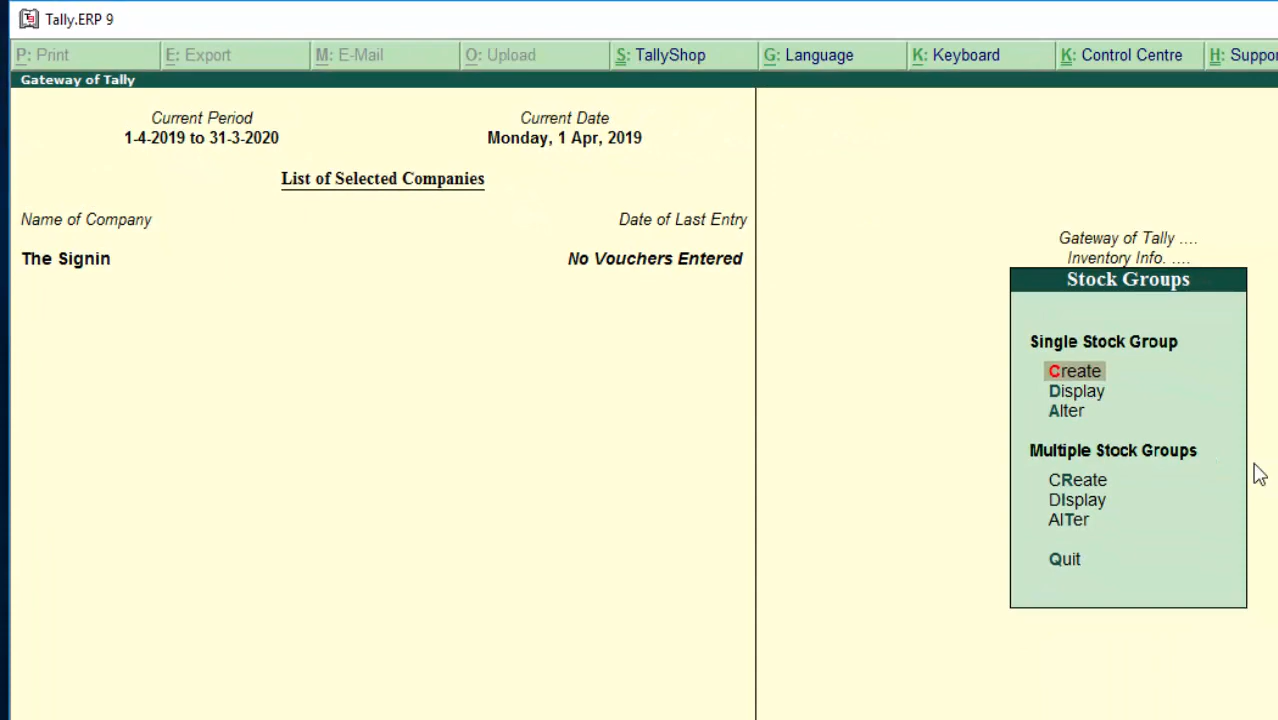 Tally.ERP 9
P: Print E: Export M: E-Mail O: Upload S: TallyShop G: Language K: Keyboard K: Control Centre H: Suppor
Gateway of Tally
Current Period Current Date
1-4-2019 to 31-3-2020 Monday, 1 Apr, 2019
List of Selected Companies
Name of Company Date of Last Entry
The Signin No Vouchers Entered
Gateway of Tally ....
Inventory Info. ....
Stock Groups
Single Stock Group
Create
Display
Alter
Multiple Stock Groups
CReate
DIsplay
AlTer
Quit